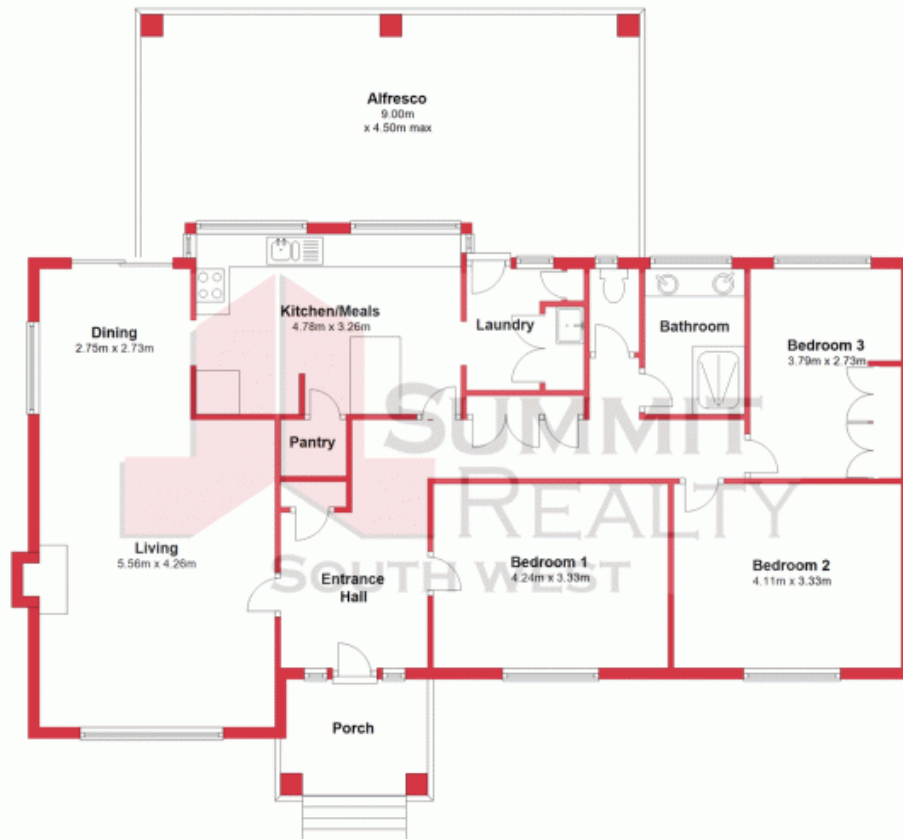 Alfresco
9.00m
x 4.50m max
Kitchen/Meals
4.78m x 3.26m
Dining
2.75m x 2.73m
Laundry
Bathroom
Bedroom 3
3.79m x 2.73m
Pantry
SUMMIT
REALTY
SOUTH WEST
Living
5.56m x 4.26m
Entrance
Hall
Bedroom 1
4.24m x 3.33m
Bedroom 2
4.11m x 3.33m
Porch